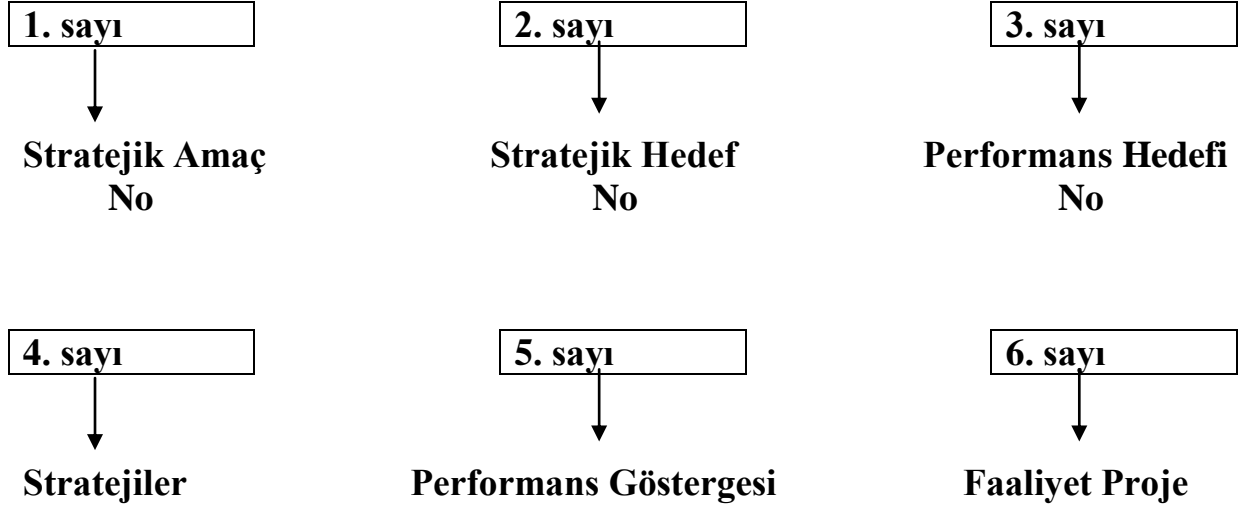 1. sayı 2. sayı 3. sayı
Stratejik Amaç Stratejik Hedef Performans Hedefi
No No No
4. sayı 5. sayı 6. sayı
Stratejiler Performans Göstergesi Faaliyet Proje